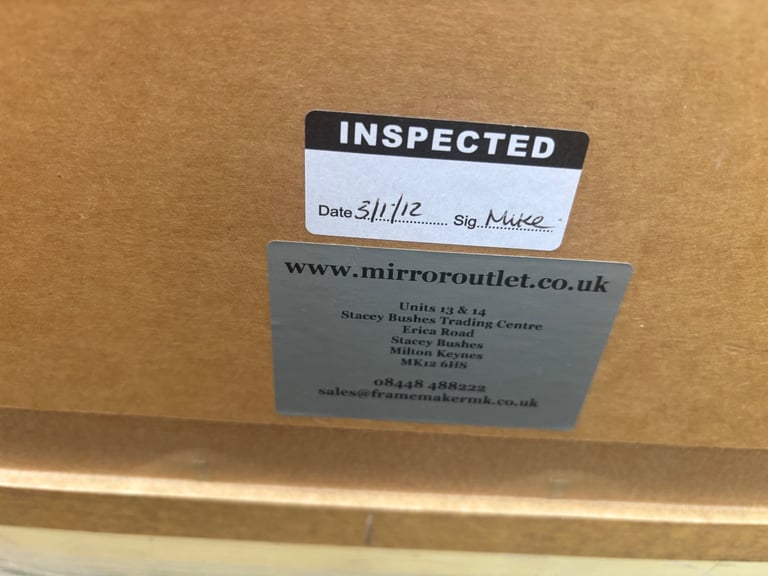 INSPECTED
Date 3/1/12 Sig. Mike
www.mirroroutlet.co.uk
Units 13 & 14
Stacey Bushes Trading Centre
Erica Road
Stacey Bushes
Milton Keynes
MK12 6HS
08448 488222
sales@framemakermk.co.uk